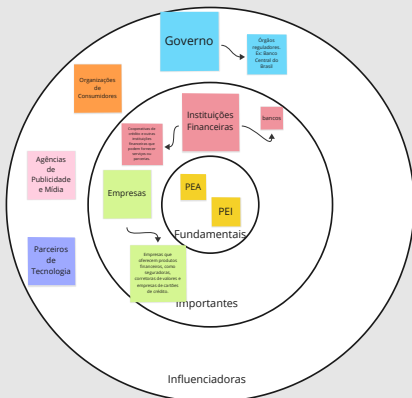 Governo
Órgãos
reguladores.
Ex: Banco
Central do
Brasil
Organizações
de
Consumidores
Instituições
Financeiras
bancos
Cooperativas de
crédito e outras
instituições
financeiras que
podem fornecer
serviços ou
parcerias.
Agências
de
Publicidade
e Mídia
Empresas
PEA
PEI
Fundamentais
Parceiros
de
Tecnologia
Empresas que
oferecem produtos
financeiros, como
seguradoras,
corretoras de valores e
empresas de cartões
de crédito.
Importantes
Influenciadoras